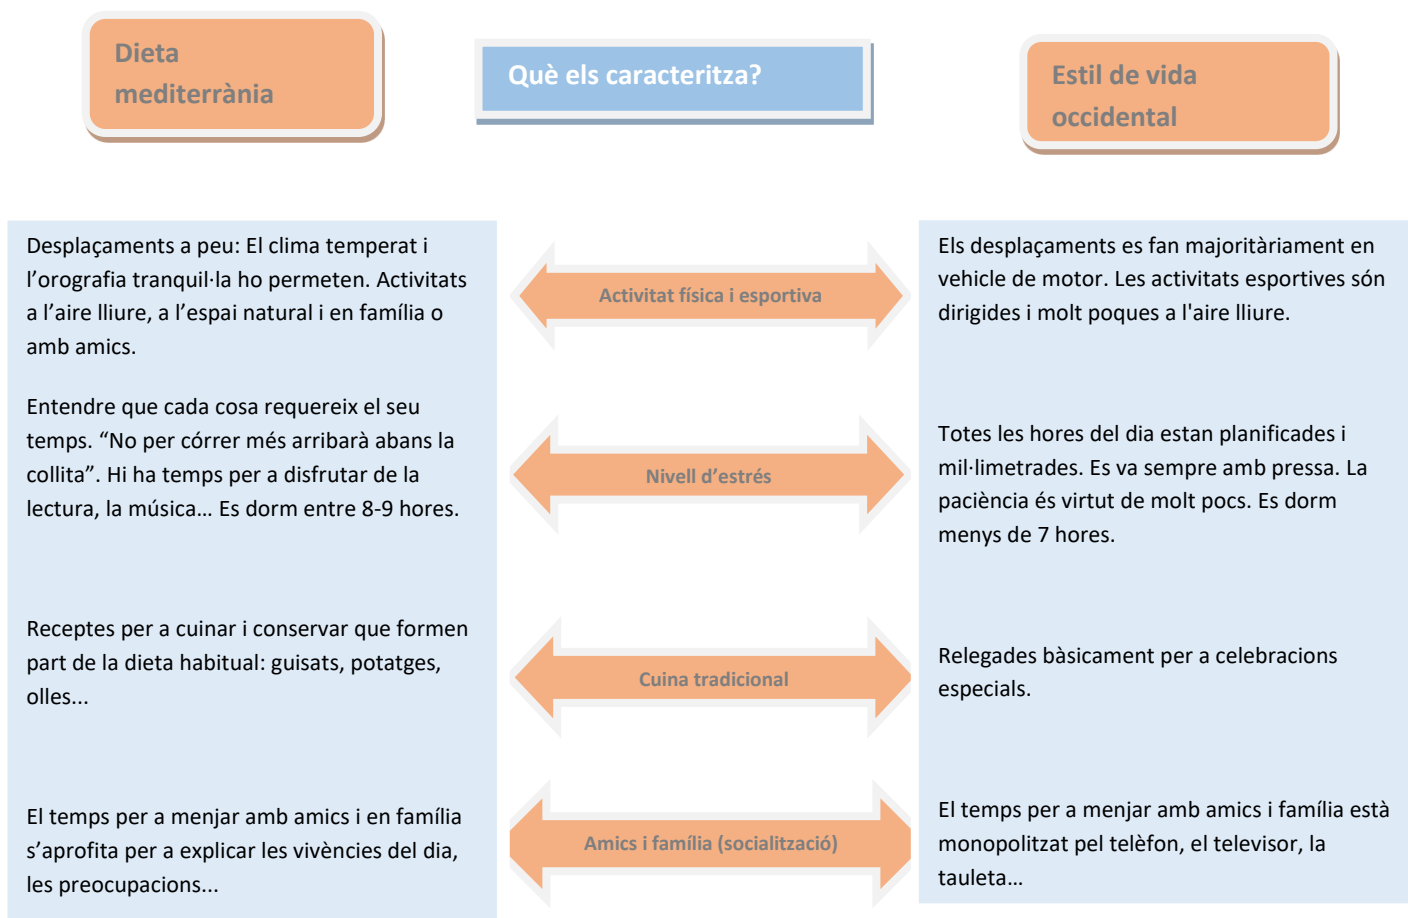 Dieta
mediterrània
Què els caracteritza?
Estil de vida
occidental
Desplaçaments a peu: El clima temperat i
l’orografia tranquil·la ho permeten. Activitats
a l’aire lliure, a l’espai natural i en família o
amb amics.
Activitat física i esportiva
Els desplaçaments es fan majoritàriament en
vehicle de motor. Les activitats esportives són
dirigides i molt poques a l'aire lliure.
Entendre que cada cosa requereix el seu
temps. “No per córrer més arribarà abans la
collita”. Hi ha temps per a disfrutar de la
lectura, la música… Es dorm entre 8-9 hores.
Nivell d’estrés
Totes les hores del dia estan planificades i
mil·limetrades. Es va sempre amb pressa. La
paciència és virtut de molt pocs. Es dorm
menys de 7 hores.
Receptes per a cuinar i conservar que formen
part de la dieta habitual: guisats, potatges,
olles...
Cuina tradicional
Relegades bàsicament per a celebracions
especials.
El temps per a menjar amb amics i en família
s’aprofita per a explicar les vivències del dia,
les preocupacions...
Amics i família (socialització)
El temps per a menjar amb amics i família està
monopolitzat pel telèfon, el televisor, la
tauleta…